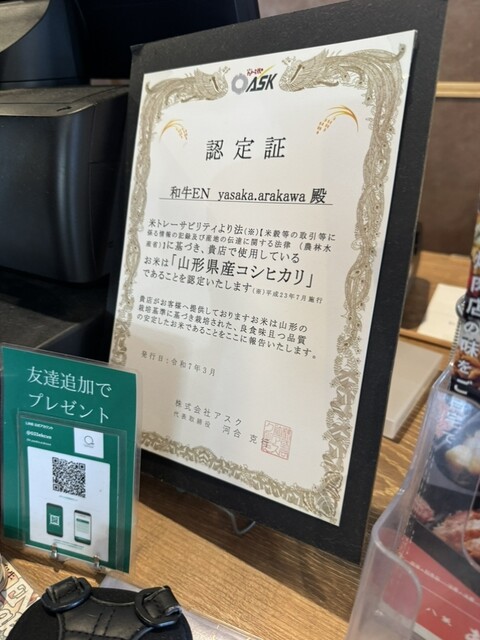 ASK
認定証
和牛EN yasaka.arakawa 殿
米トレーサビリティより法(※)【米穀等の取引等に
係る情報の記録及び産地の伝達に関する法律 (農林水
産省)】に基づき、貴店で使用している
お米は「山形県産コシヒカリ」
であることを認定いたします(※)平成23年7月施行
貴店がお客様へ提供しておりますお米は山形の
栽培基準に基づき栽培された、良食味且つ品質
の安定したお米であることをここに報告いたします。
発行日:令和7年3月
株式会社アスク
代表取締役 河合 克
友達追加で
プレゼント